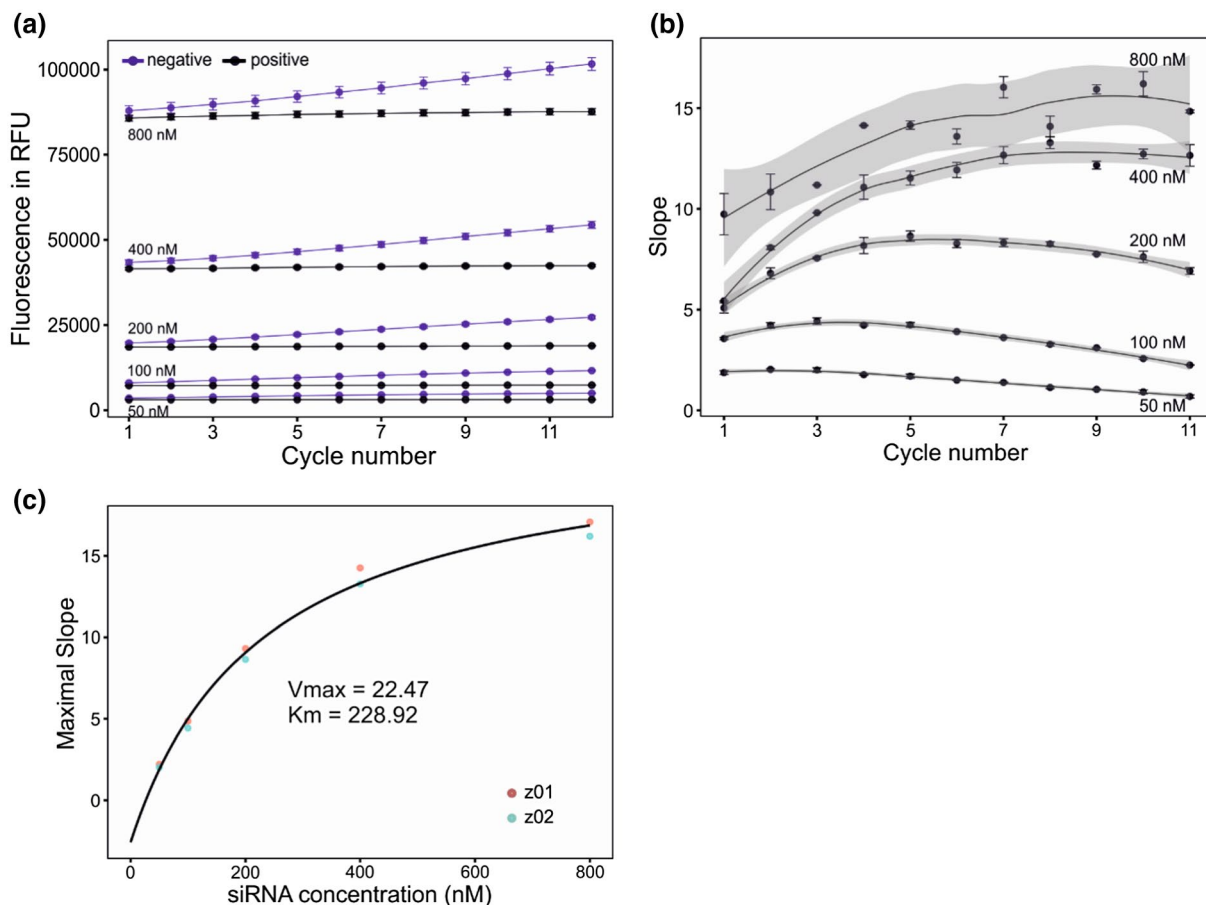 (a)
negative positive
Fluorescence in RFU
100000
75000
50000
25000
0
800 nM
400 nM
200 nM
100 nM
50 nM
1 3 5 7 9 11
Cycle number
(b)
Slope
15
10
5
0
800 nM
400 nM
200 nM
100 nM
50 nM
1 3 5 7 9 11
Cycle number
(c)
Maximal Slope
15
10
5
0
Vmax = 22.47
Km = 228.92
z01
z02
0 200 400 600 800
siRNA concentration (nM)